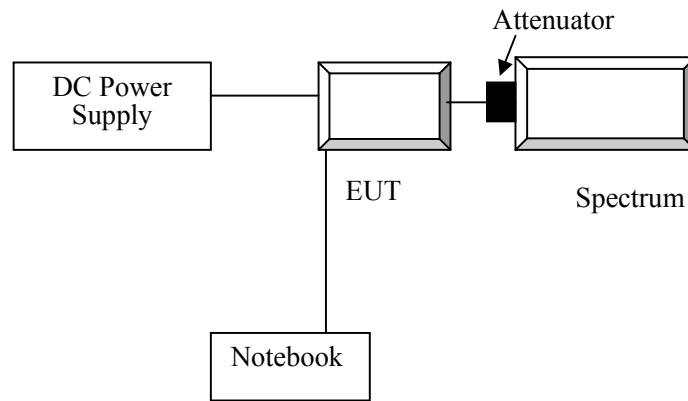 Attenuator
DC Power
Supply
EUT
Spectrum
Notebook